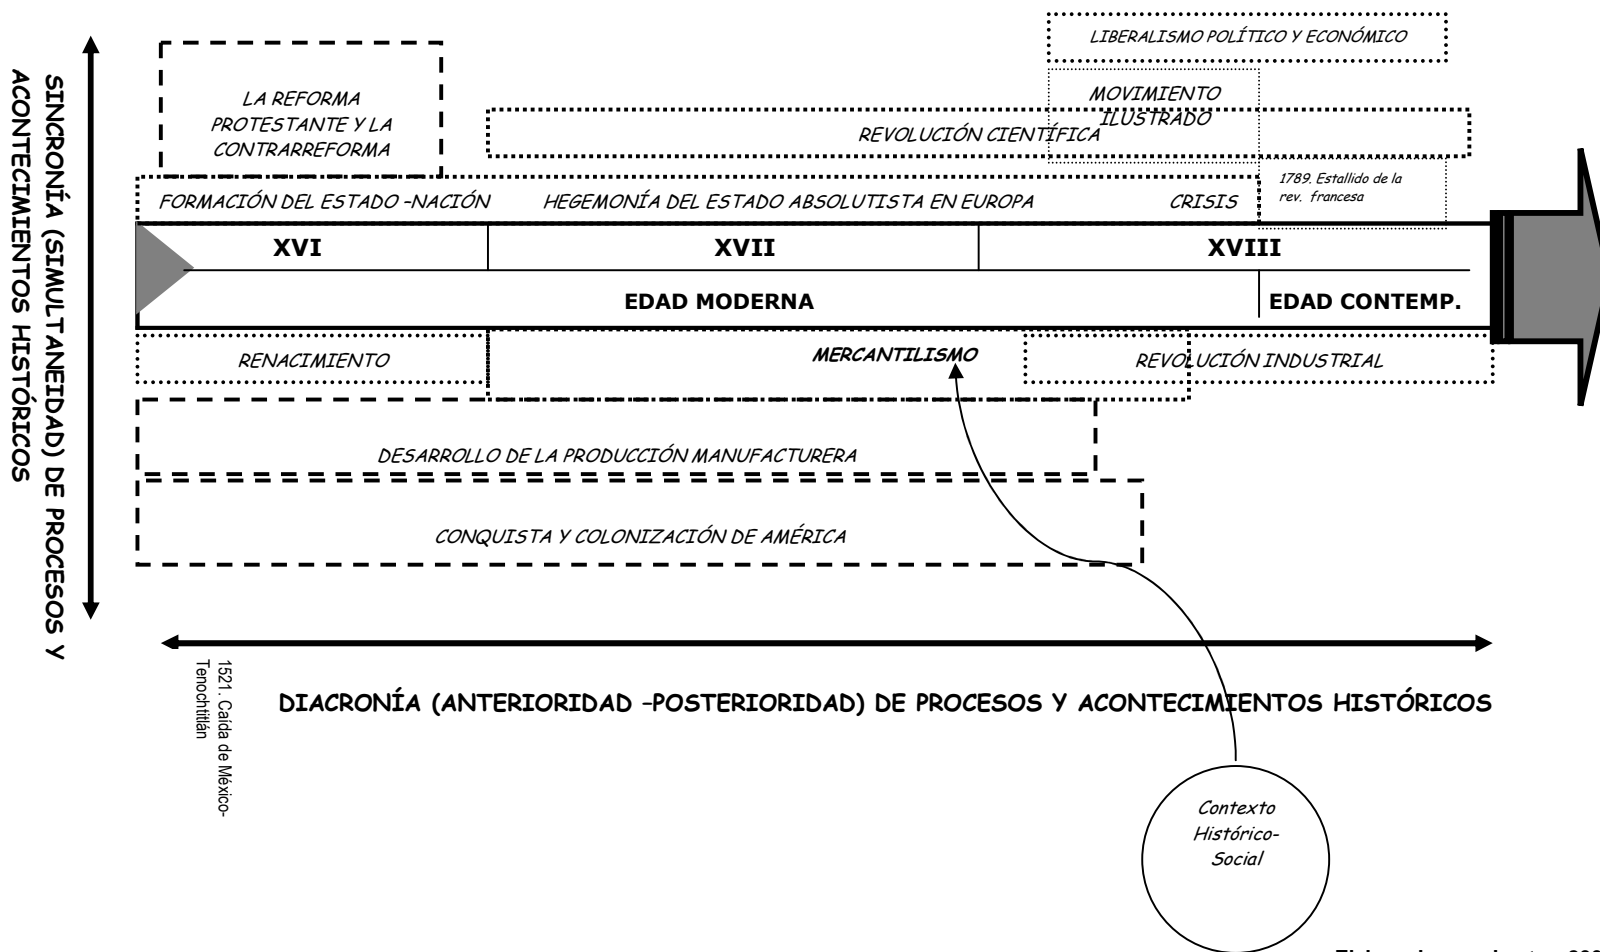 LIBERALISMO POLÍTICO Y ECONÓMICO
LA REFORMA
PROTESTANTE Y LA
CONTRARREFORMA
MOVIMIENTO
ILUSTRADO
REVOLUCIÓN CIENTÍFICA
1789. Estallido de la
rev. francesa
FORMACIÓN DEL ESTADO -NACIÓN
HEGEMONÍA DEL ESTADO ABSOLUTISTA EN EUROPA
CRISIS
XVI
XVII
XVIII
EDAD MODERNA
EDAD CONTEMP.
RENACIMIENTO
MERCANTILISMO
REVOLUCIÓN INDUSTRIAL
DESARROLLO DE LA PRODUCCIÓN MANUFACTURERA
CONQUISTA Y COLONIZACIÓN DE AMÉRICA
SINCRONÍA (SIMULTANEIDAD) DE PROCESOS Y
ACONTECIMIENTOS HISTÓRICOS
1521. Caída de México-
Tenochtitlán
DIACRONÍA (ANTERIORIDAD -POSTERIORIDAD) DE PROCESOS Y ACONTECIMIENTOS HISTÓRICOS
Contexto
Histórico-
Social